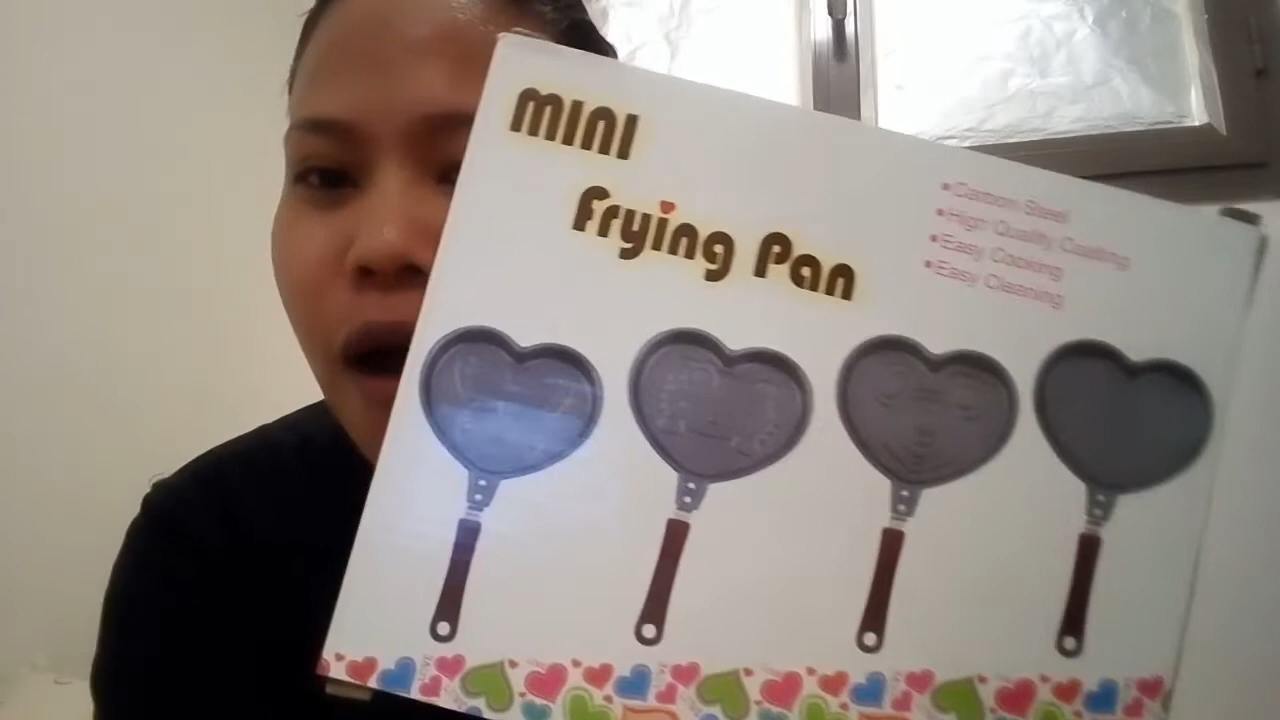 MINI
Frying Pan
•Carbon Steel
•High Quality Coating
•Easy Cooking
•Easy Cleaning